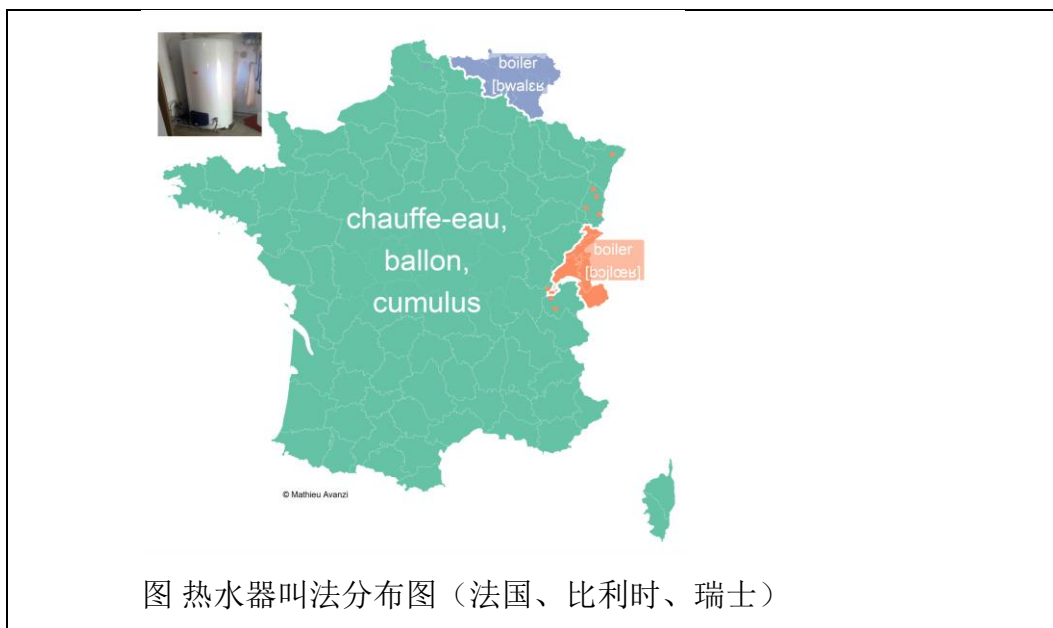 boiler
[bwalɛʁ
chauffe-eau,
ballon,
cumulus
boiler
[bɔjlœʁ]
© Mathieu Avanzi
图 热水器叫法分布图（法国、比利时、瑞士）